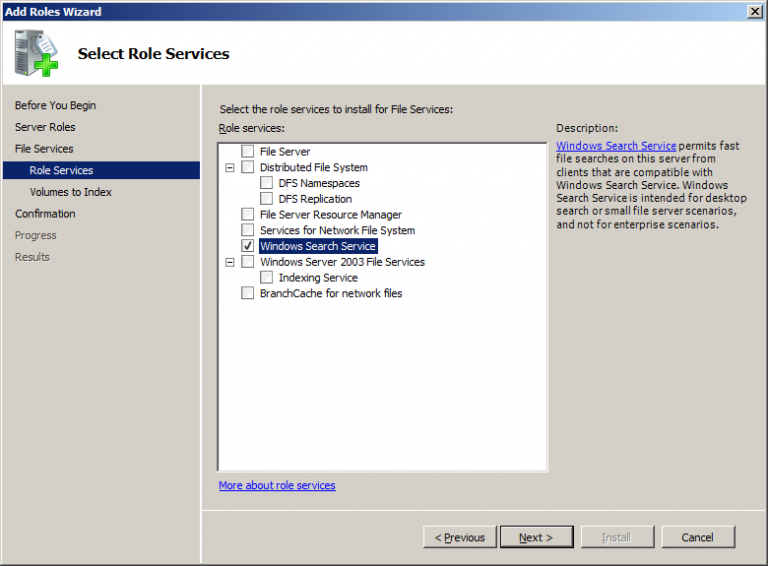 Add Roles Wizard
Select Role Services
Before You Begin
Server Roles
File Services
Role Services
Volumes to Index
Confirmation
Progress
Results
Select the role services to install for File Services:
Role services:
File Server
Distributed File System
DFS Namespaces
DFS Replication
File Server Resource Manager
Services for Network File System
Windows Search Service
Windows Server 2003 File Services
Indexing Service
BranchCache for network files
More about role services
Description:
Windows Search Service permits fast
file searches on this server from
clients that are compatible with
Windows Search Service. Windows
Search Service is intended for desktop
search or small file server scenarios,
and not for enterprise scenarios.
< Previous
Next >
Install
Cancel